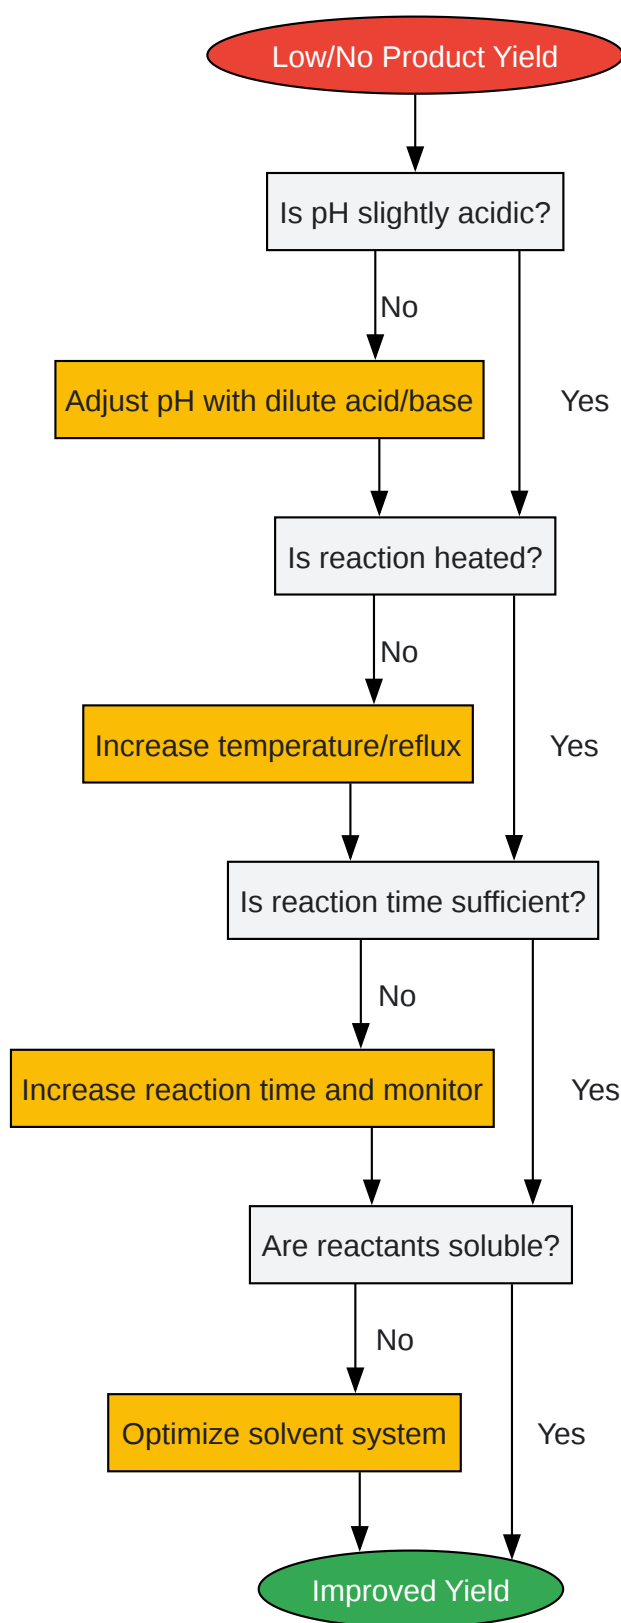 Low/No Product Yield
Is pH slightly acidic?
No
Adjust pH with dilute acid/base
Yes
Is reaction heated?
No
Increase temperature/reflux
Yes
Is reaction time sufficient?
No
Increase reaction time and monitor
Yes
Are reactants soluble?
No
Optimize solvent system
Yes
Improved Yield